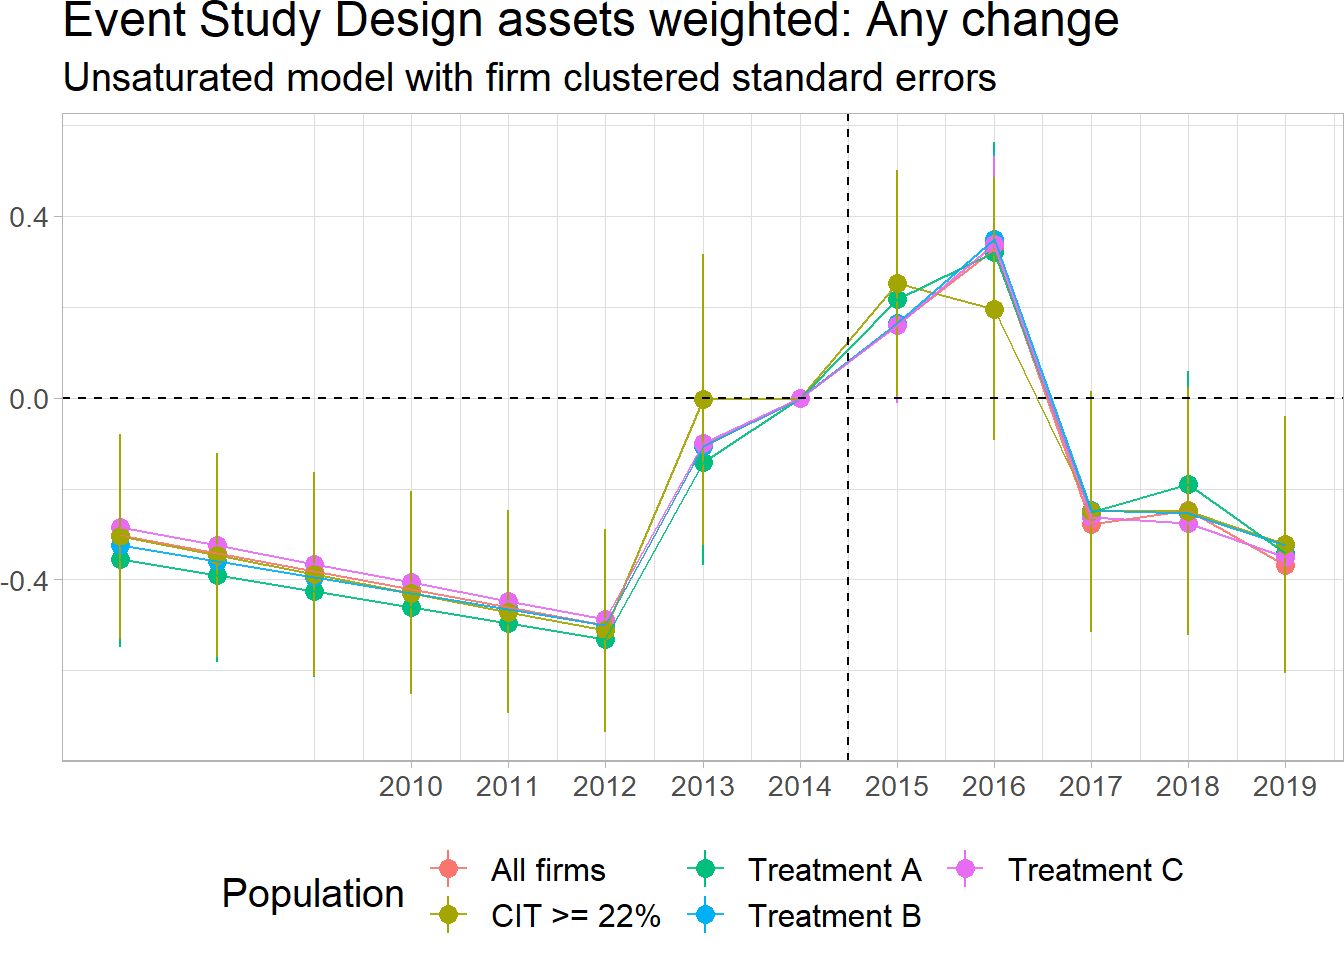 Event Study Design assets weighted: Any change
Unsaturated model with firm clustered standard errors
0.4
0.0
-0.4
2010 2011 2012 2013 2014 2015 2016 2017 2018 2019
Population
All firms Treatment A Treatment C
CIT >= 22% Treatment B